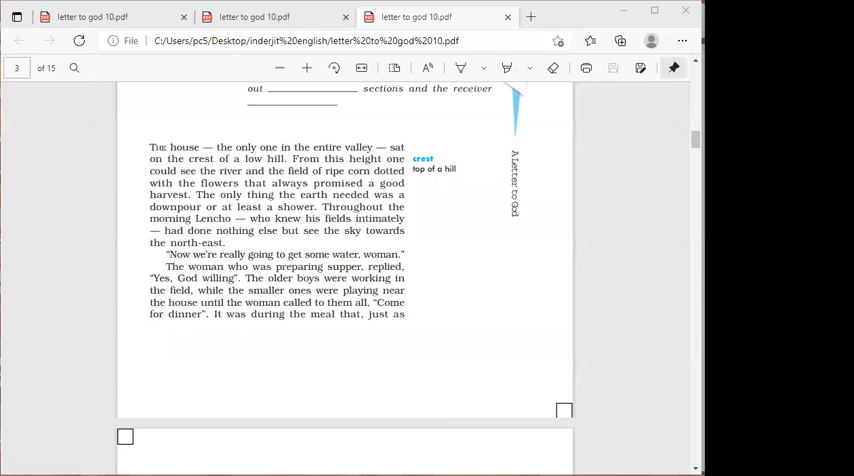 letter to god 10.pdf
letter to god 10.pdf
letter to god 10.pdf
File
C:/Users/pc5/Desktop/inderjit%20english/letter%20to%20god%2010.pdf
3 of 15
out ____________ sections and the receiver
____________
THE house — the only one in the entire valley — sat
on the crest of a low hill. From this height one
could see the river and the field of ripe corn dotted
with the flowers that always promised a good
harvest. The only thing the earth needed was a
downpour or at least a shower. Throughout the
morning Lencho — who knew his fields intimately
— had done nothing else but see the sky towards
the north-east.
“Now we’re really going to get some water, woman.”
The woman who was preparing supper, replied,
“Yes, God willing”. The older boys were working in
the field, while the smaller ones were playing near
the house until the woman called to them all, “Come
for dinner”. It was during the meal that, just as
crest
top of a hill
A Letter to God